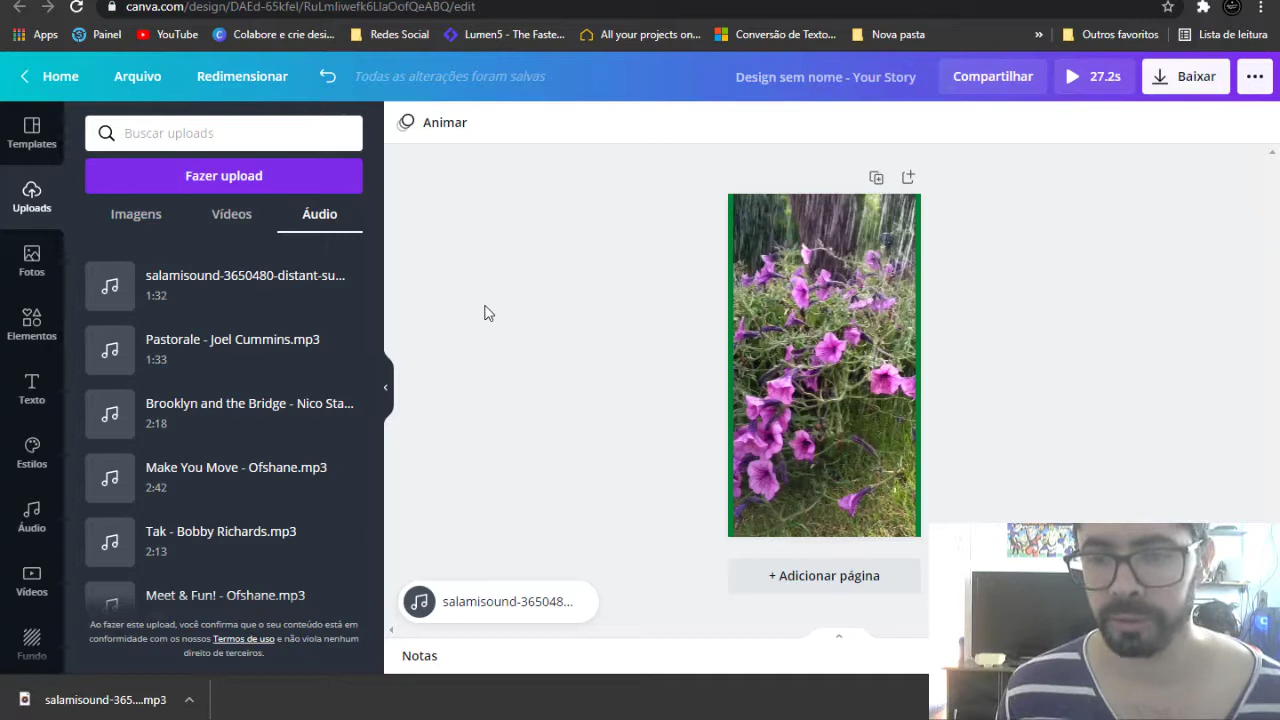 canva.com/design/DAEd-65kfeI/RuLmIiwefk6LIaOofQeABQ/edit
Apps
Painel
YouTube
Colabore e crie desi...
Redes Social
Lumen5 - The Faste...
All your projects on...
Conversão de Texto...
Nova pasta
»
Outros favoritos
Lista de leitura
Home
Arquivo
Redimensionar
Todas as alterações foram salvas
Design sem nome - Your Story
Compartilhar
27.2s
Baixar
Templates
Uploads
Fotos
Elementos
Texto
Estilos
Áudio
Vídeos
Fundo
Buscar uploads
Fazer upload
Imagens
Vídeos
Áudio
salamisound-3650480-distant-su...
1:32
Pastorale - Joel Cummins.mp3
1:33
Brooklyn and the Bridge - Nico Sta...
2:18
Make You Move - Ofshane.mp3
2:42
Tak - Bobby Richards.mp3
2:13
Meet & Fun! - Ofshane.mp3
Ao fazer este upload, você confirma que o seu conteúdo está em
conformidade com os nossos Termos de uso e não viola nenhum
direito de terceiros.
Animar
+ Adicionar página
salamisound-365048...
Notas
salamisound-365....mp3